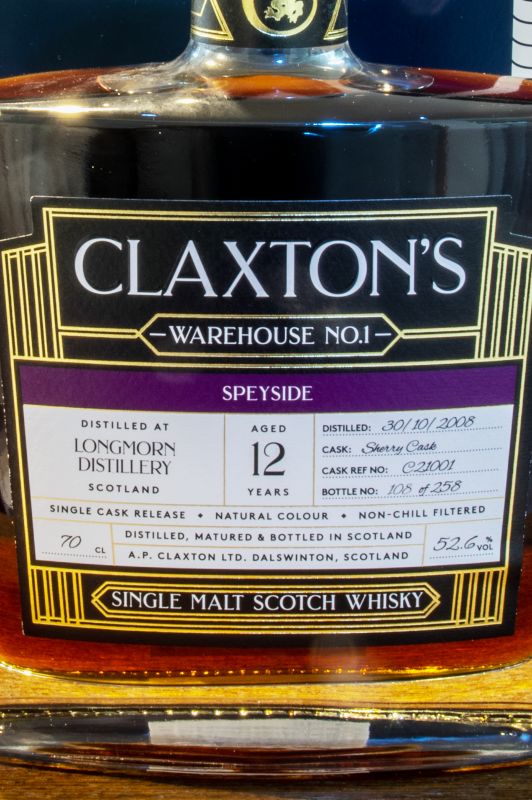 CLAXTON'S
–WAREHOUSE NO.1–
SPEYSIDE
DISTILLED AT
LONGMORN
DISTILLERY
SCOTLAND
AGED
12
YEARS
DISTILLED: 30/10/2008
CASK: Sherry Cask
CASK REF NO: C21001
BOTTLE NO: 108 of 258
SINGLE CASK RELEASE ✦ NATURAL COLOUR ✦ NON-CHILL FILTERED
70 CL
DISTILLED, MATURED & BOTTLED IN SCOTLAND
A.P. CLAXTON LTD. DALSWINTON, SCOTLAND
52.6 % VOL
SINGLE MALT SCOTCH WHISKY